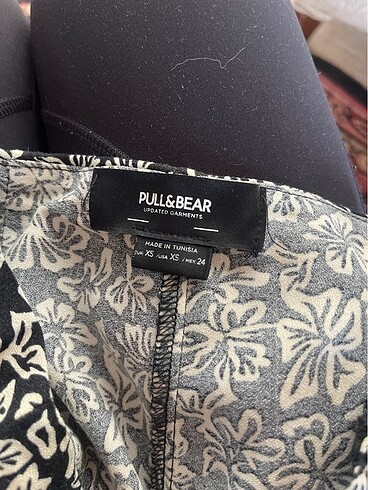 PULL&BEAR
UPDATED GARMENTS
MADE IN TUNISIA
EUR XS /USA XS / MEX 24